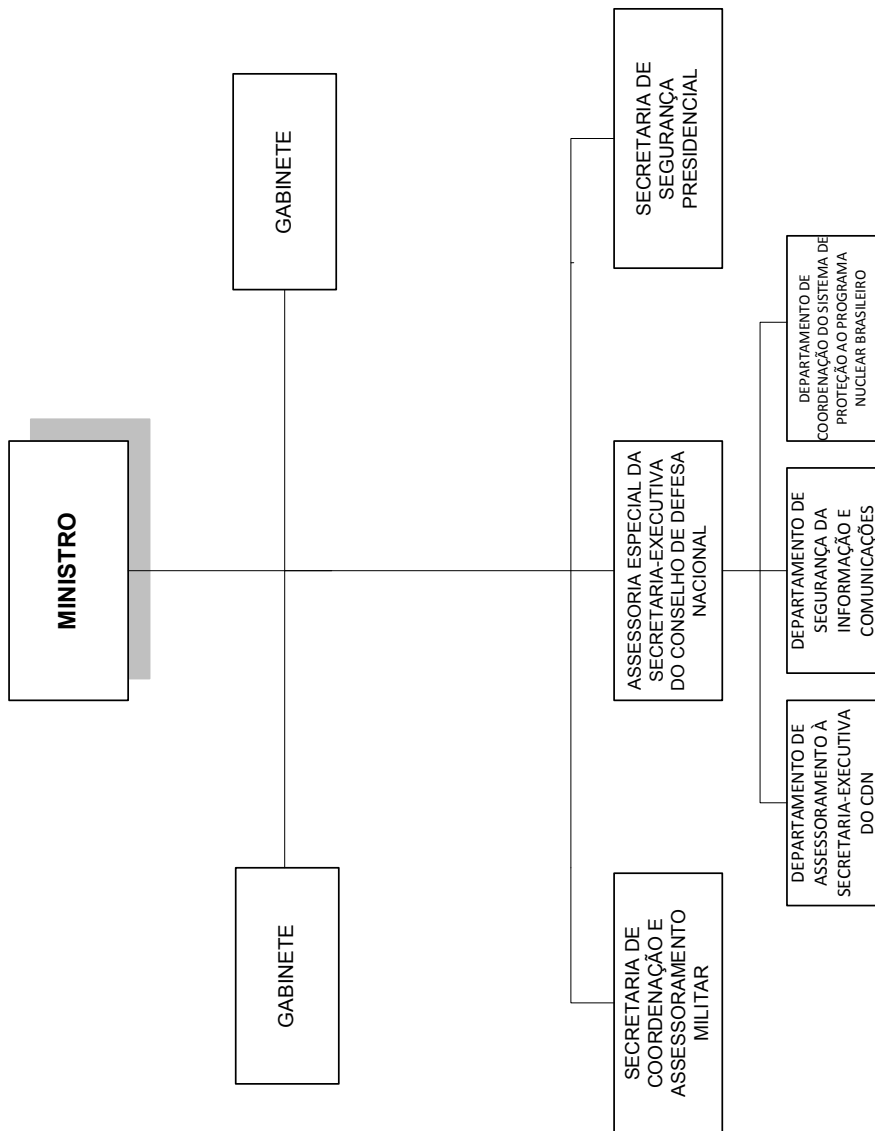 MINISTRO
GABINETE
GABINETE
SECRETARIA DE
COORDENAÇÃO E
ASSESSORAMENTO
MILITAR
ASSESSORIA ESPECIAL DA
SECRETARIA-EXECUTIVA
DO CONSELHO DE DEFESA
NACIONAL
SECRETARIA DE
SEGURANÇA
PRESIDENCIAL
DEPARTAMENTO DE
ASSESSORAMENTO À
SECRETARIA-EXECUTIVA
DO CDN
DEPARTAMENTO DE
SEGURANÇA DA
INFORMAÇÃO E
COMUNICAÇÕES
DEPARTAMENTO DE
COORDENAÇÃO DO SISTEMA DE
PROTEÇÃO AO PROGRAMA
NUCLEAR BRASILEIRO